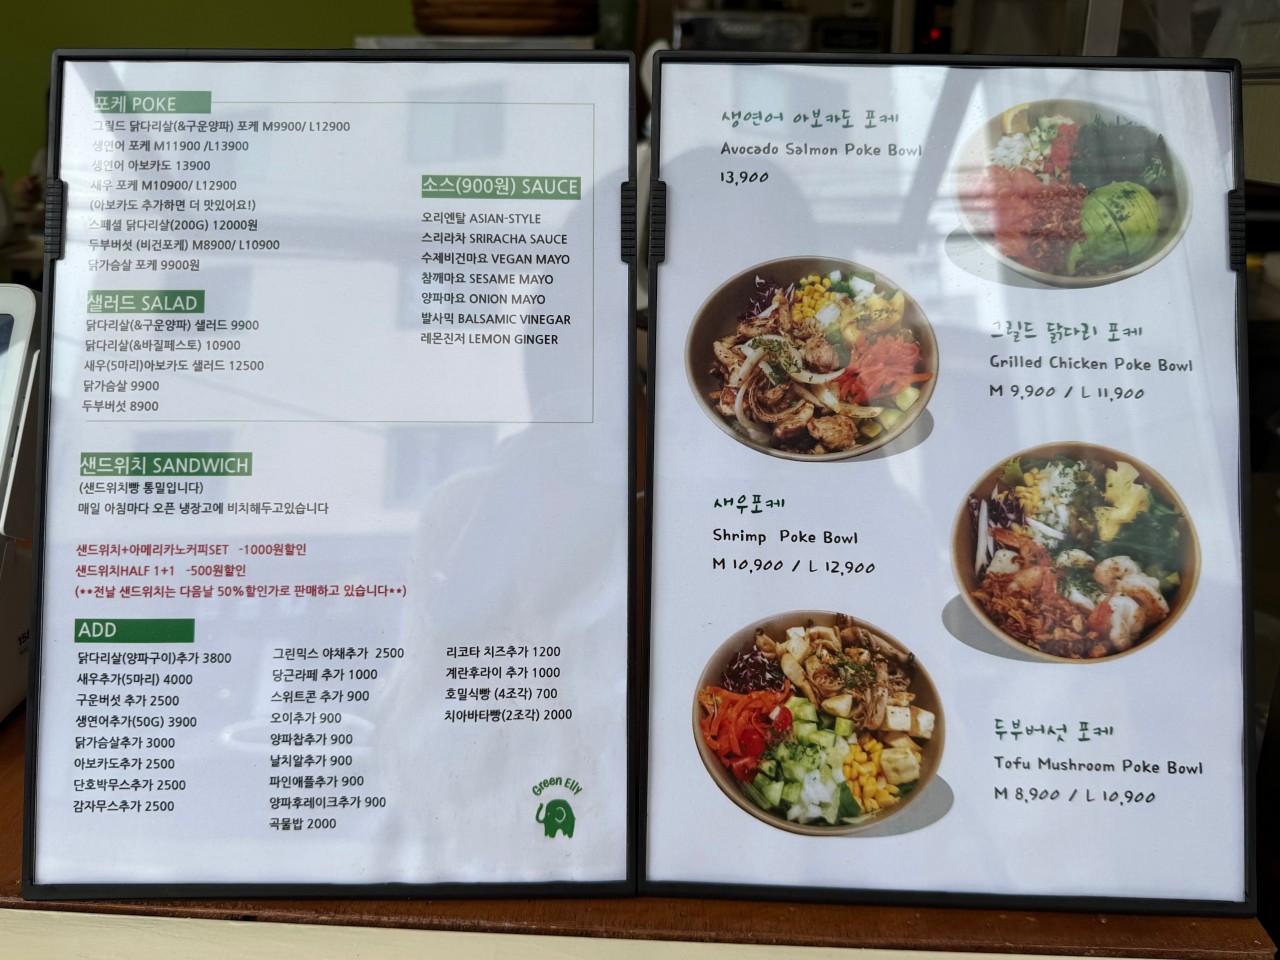 포케 POKE
그릴드 닭다리살(&구운양파) 포케 M9900/ L12900
생연어 포케 M11900 /L13900
생연어 아보카도 13900
새우 포케 M10900/ L12900
(아보카도 추가하면 더 맛있어요!)
스페셜 닭다리살(200G) 12000원
두부버섯 (비건포케) M8900/ L10900
닭가슴살 포케 9900원
샐러드 SALAD
닭다리살(&구운양파) 샐러드 9900
닭다리살(&바질페스토) 10900
새우(5마리)아보카도 샐러드 12500
닭가슴살 9900
두부버섯 8900
소스(900원) SAUCE
오리엔탈 ASIAN-STYLE
스리라차 SRIRACHA SAUCE
수제비건마요 VEGAN MAYO
참깨마요 SESAME MAYO
양파마요 ONION MAYO
발사믹 BALSAMIC VINEGAR
레몬진저 LEMON GINGER
샌드위치 SANDWICH
(샌드위치빵 통밀입니다)
매일 아침마다 오픈 냉장고에 비치해두고있습니다
샌드위치+아메리카노커피SET -1000원할인
샌드위치HALF 1+1 -500원할인
(**전날 샌드위치는 다음날 50%할인가로 판매하고 있습니다**)
ADD
닭다리살(양파구이)추가 3800
새우추가(5마리) 4000
구운버섯 추가 2500
생연어추가(50G) 3900
닭가슴살추가 3000
아보카도추가 2500
단호박무스추가 2500
감자무스추가 2500
그린믹스 야채추가 2500
당근라페 추가 1000
스위트콘 추가 900
오이추가 900
양파찹추가 900
날치알추가 900
파인애플추가 900
양파후레이크추가 900
곡물밥 2000
리코타 치즈추가 1200
계란후라이 추가 1000
호밀식빵 (4조각) 700
치아바타빵(2조각) 2000
Green Elly
생연어 아보카도 포케
Avocado Salmon Poke Bowl
13,900
그릴드 닭다리 포케
Grilled Chicken Poke Bowl
M 9,900 / L 11,900
새우포케
Shrimp Poke Bowl
M 10,900 / L 12,900
두부버섯 포케
Tofu Mushroom Poke Bowl
M 8,900 / L 10,900